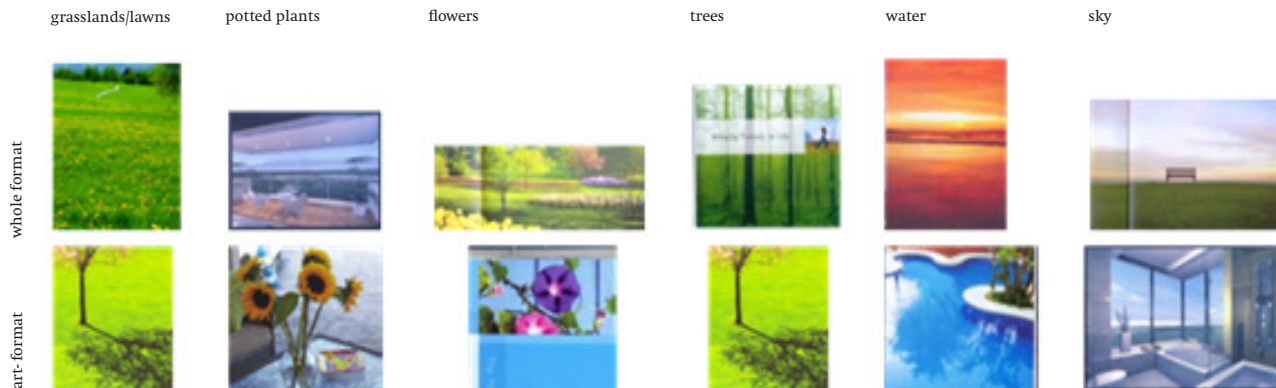 grasslands/lawns
potted plants
flowers
trees
water
sky
whole format
art- format